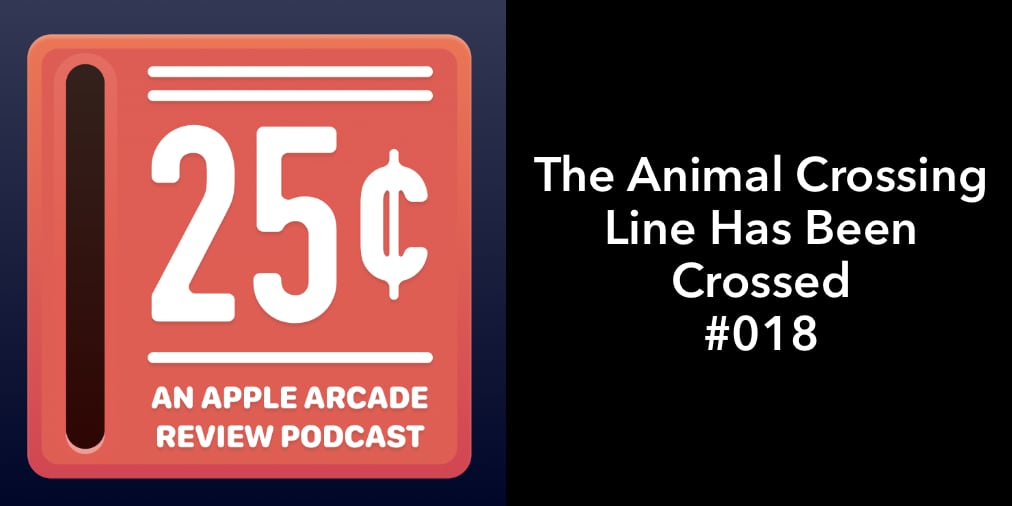 25¢
AN APPLE ARCADE
REVIEW PODCAST
The Animal Crossing
Line Has Been
Crossed
#018